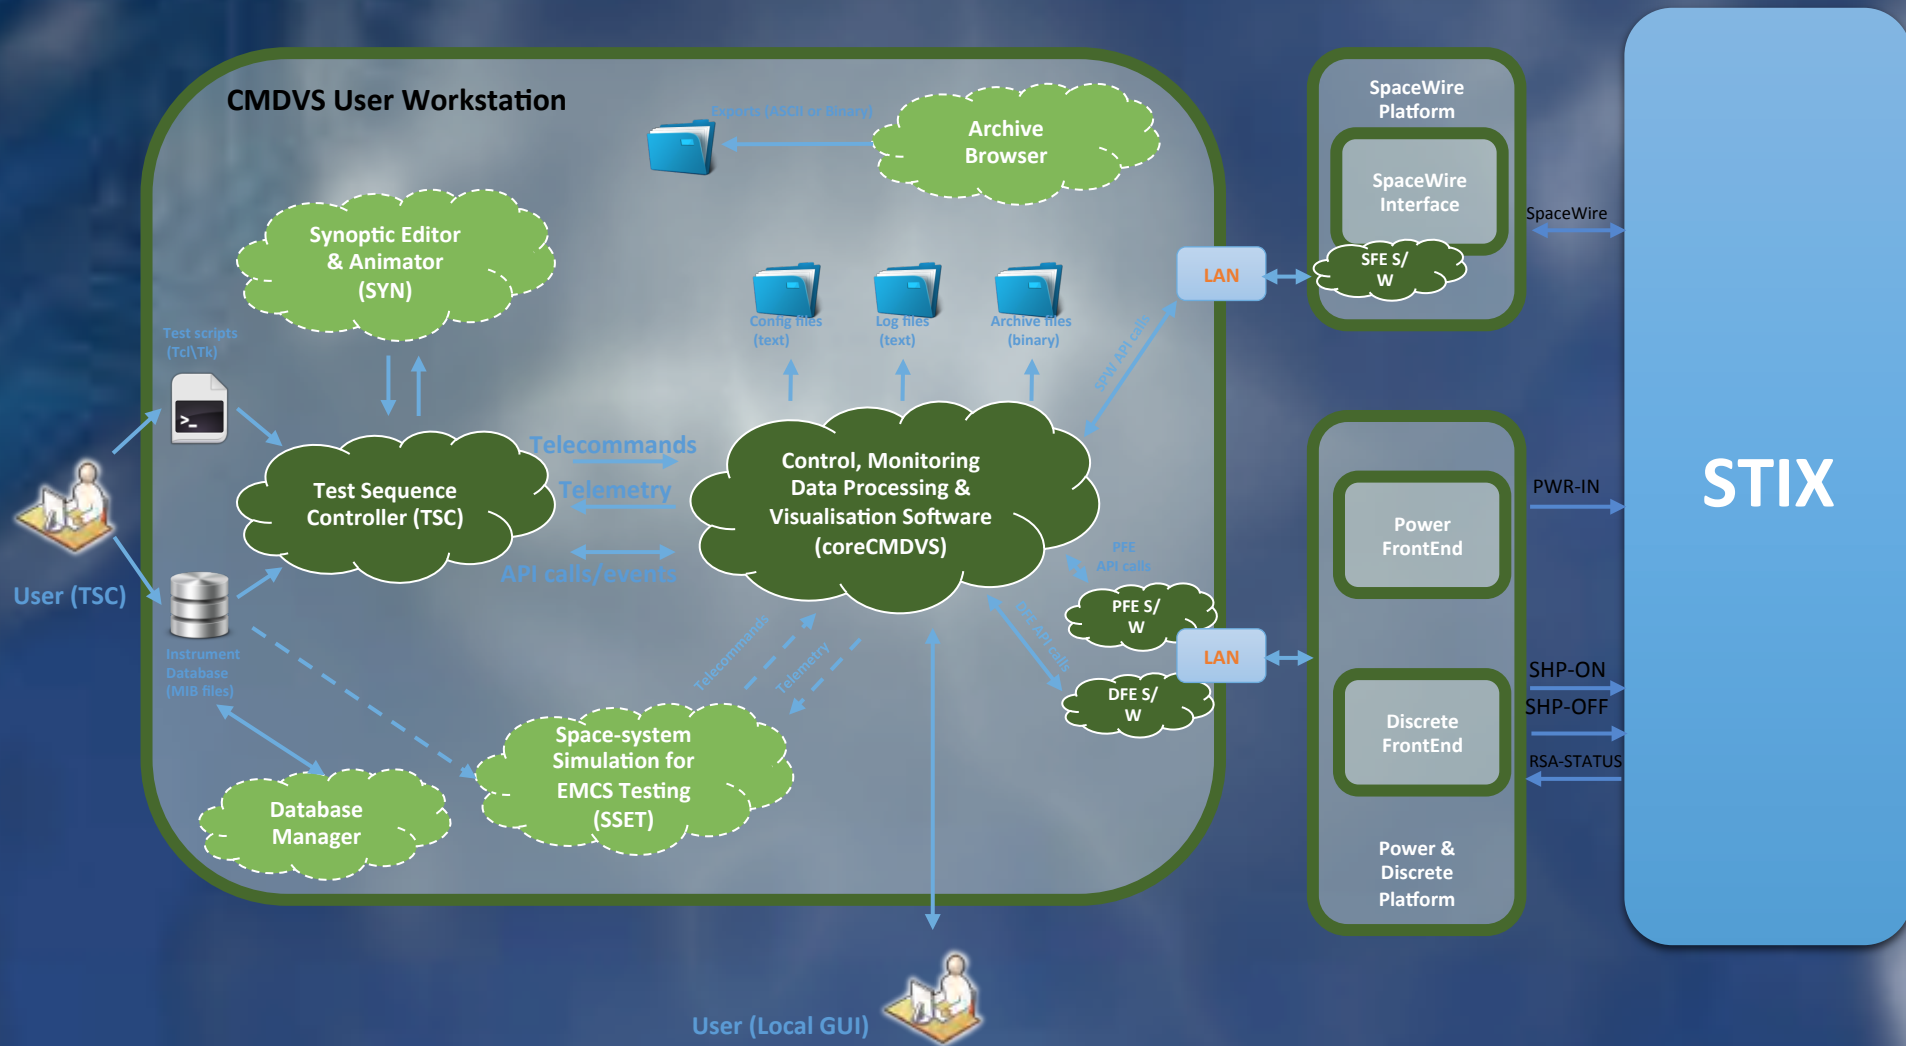 CMDVS User Workstation
Exports (ASCII or Binary)
Archive
Browser
SpaceWire
Platform
SpaceWire
Interface
SFE S/
W
SpaceWire
LAN
STIX
Synoptic Editor
& Animator
(SYN)
Config files
(text)
Log files
(text)
Archive files
(binary)
SPW API calls
Test scripts
(Tcl\Tk)
Test Sequence
Controller (TSC)
Telecommands
Telemetry
API calls/events
Control, Monitoring
Data Processing &
Visualisation Software
(coreCMDVS)
PFE
API calls
PFE S/
W
LAN
DFE S/
W
Power
FrontEnd
PWR-IN
Discrete
FrontEnd
SHP-ON
SHP-OFF
RSA-STATUS
Power &
Discrete
Platform
User (TSC)
Instrument
Database
(MIB files)
Telecommands
Telemetry
Space-system
Simulation for
EMCS Testing
(SSET)
Database
Manager
User (Local GUI)